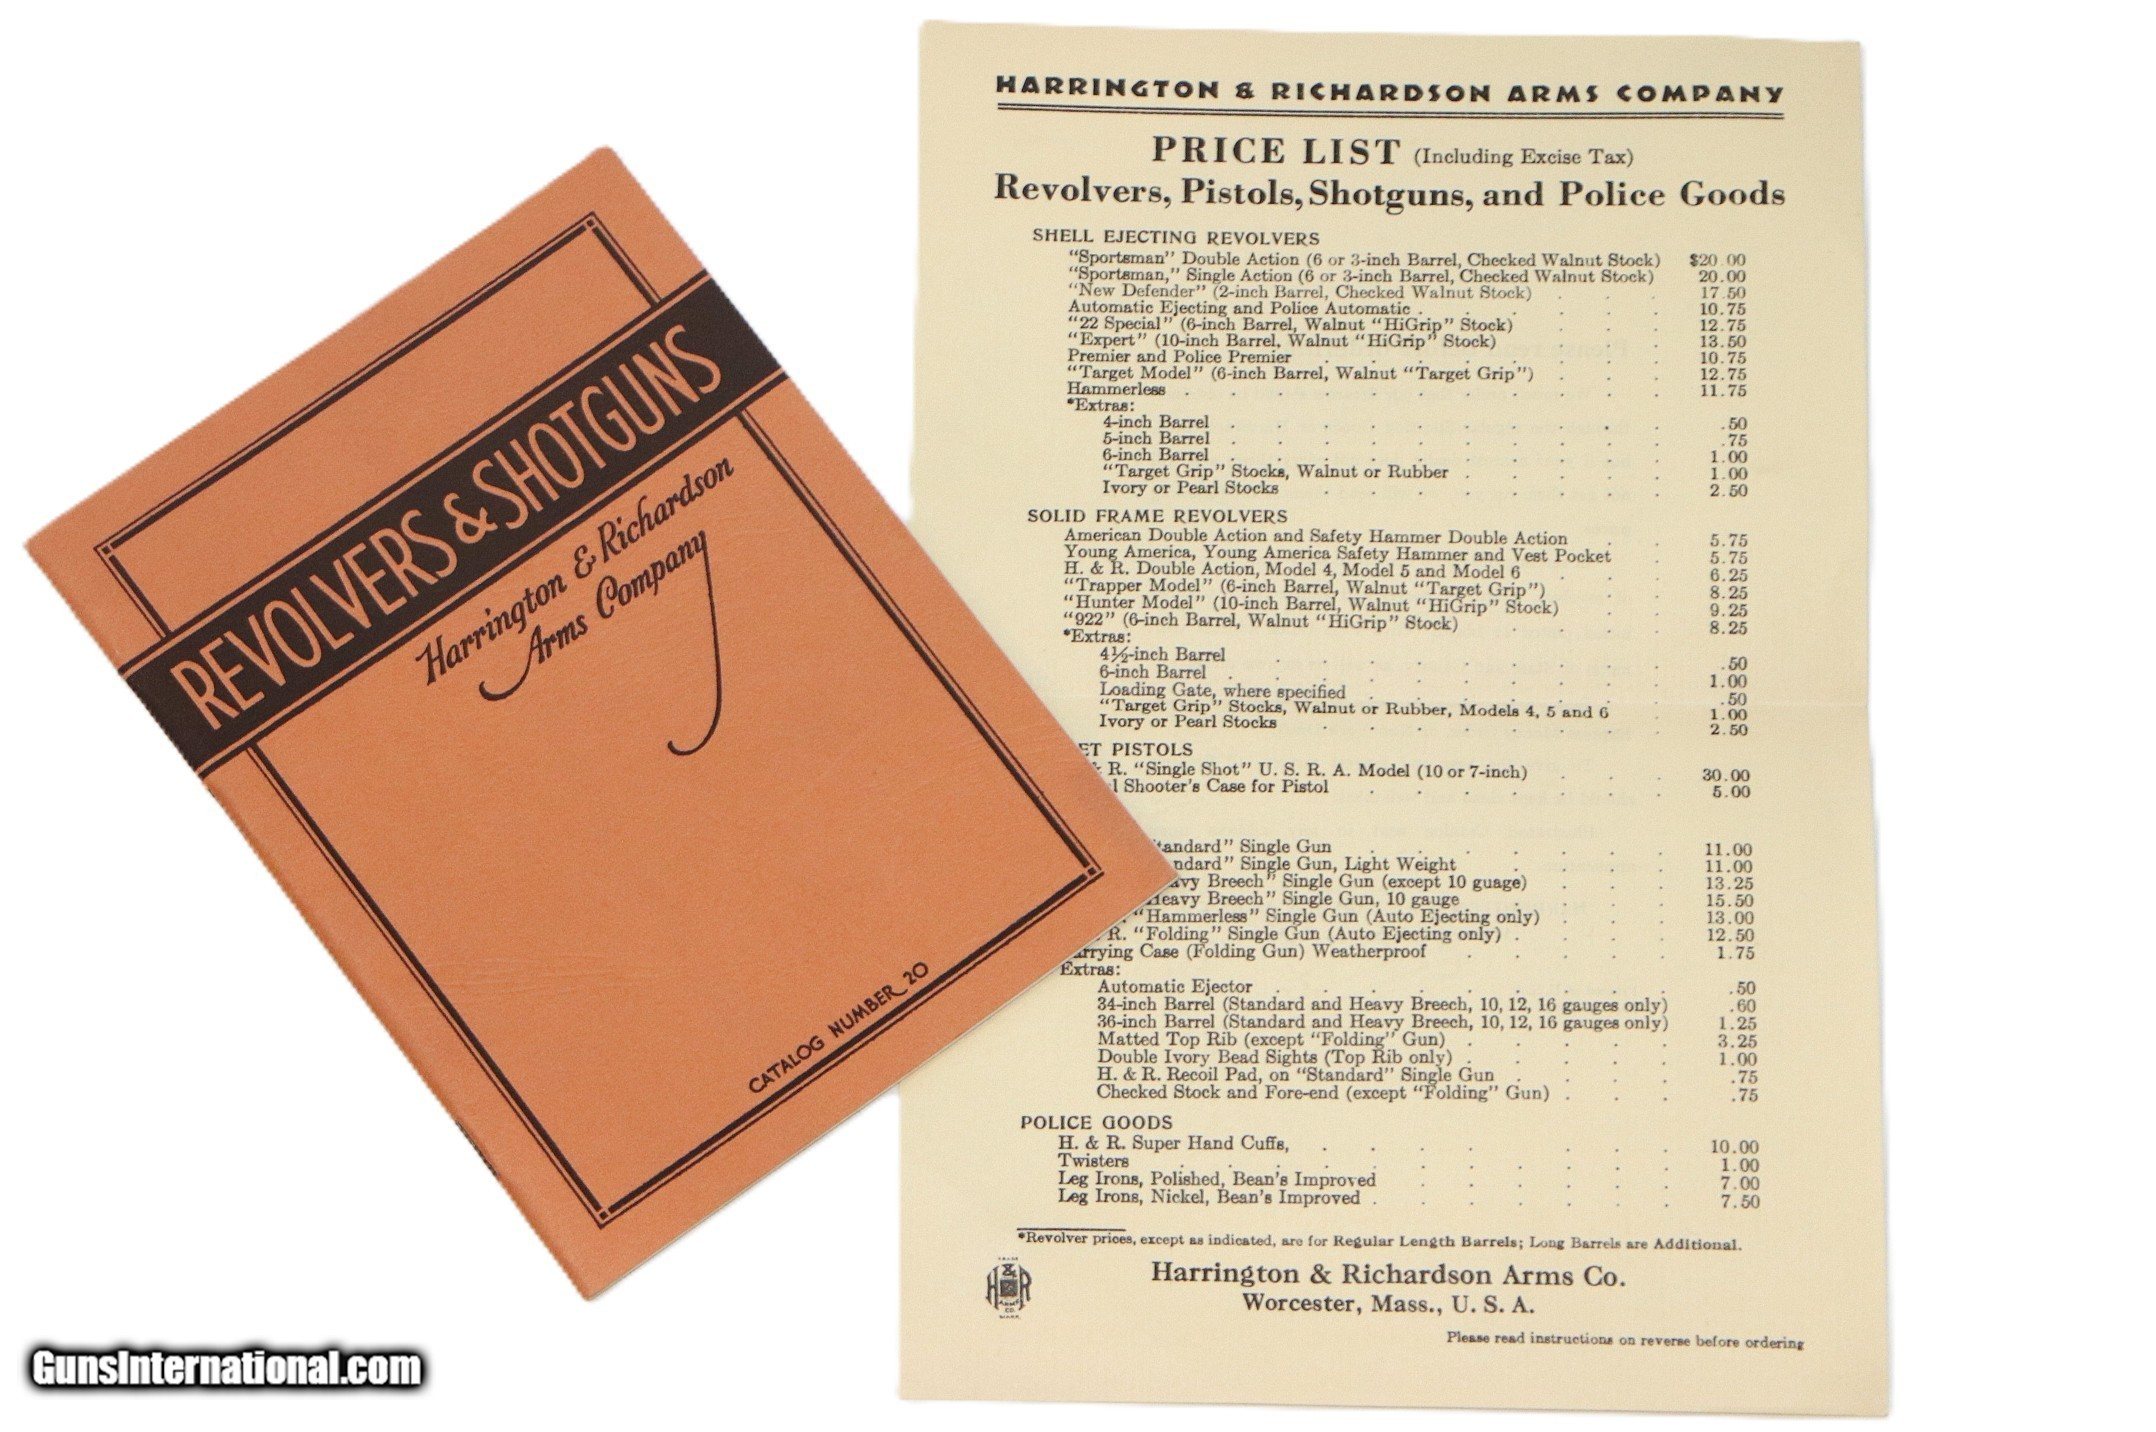 REVOLVERS & SHOTGUNS
Harrington & Richardson
Arms Company
CATALOG NUMBER 20
HARRINGTON & RICHARDSON ARMS COMPANY
PRICE LIST (Including Excise Tax)
Revolvers, Pistols, Shotguns, and Police Goods
SHELL EJECTING REVOLVERS
"Sportsman" Double Action (6 or 3-inch Barrel, Checked Walnut Stock) $20.00
"Sportsman," Single Action (6 or 3-inch Barrel, Checked Walnut Stock) 20.00
"New Defender" (2-inch Barrel, Checked Walnut Stock) . . . 17.50
Automatic Ejecting and Police Automatic . . . . . . 10.75
"22 Special" (6-inch Barrel, Walnut "HiGrip" Stock) . . . 12.75
"Expert" (10-inch Barrel, Walnut "HiGrip" Stock) . . . 13.50
Premier and Police Premier . . . . . . . . 10.75
"Target Model" (6-inch Barrel, Walnut "Target Grip") . . . 12.75
Hammerless . . . . . . . . . . . 11.75
*Extras:
4-inch Barrel . . . . . . . . . . .50
5-inch Barrel . . . . . . . . . . .75
6-inch Barrel . . . . . . . . . . 1.00
"Target Grip" Stocks, Walnut or Rubber . . . . . 1.00
Ivory or Pearl Stocks . . . . . . . . 2.50
SOLID FRAME REVOLVERS
American Double Action and Safety Hammer Double Action . . 5.75
Young America, Young America Safety Hammer and Vest Pocket . 5.75
H. & R. Double Action, Model 4, Model 5 and Model 6 . . . 6.25
"Trapper Model" (6-inch Barrel, Walnut "Target Grip") . . 8.25
"Hunter Model" (10-inch Barrel, Walnut "HiGrip" Stock) . . 9.25
"922" (6-inch Barrel, Walnut "HiGrip" Stock) . . . . 8.25
*Extras:
4½-inch Barrel . . . . . . . . . .50
6-inch Barrel . . . . . . . . . . 1.00
Loading Gate, where specified . . . . . . . .50
"Target Grip" Stocks, Walnut or Rubber, Models 4, 5 and 6 . 1.00
Ivory or Pearl Stocks . . . . . . . . 2.50
ET PISTOLS
& R. "Single Shot" U. S. R. A. Model (10 or 7-inch) . . . 30.00
l Shooter's Case for Pistol . . . . . . . 5.00
tandard" Single Gun . . . . . . . 11.00
ndard" Single Gun, Light Weight . . . . . 11.00
avy Breech" Single Gun (except 10 guage) . . . 13.25
Heavy Breech" Single Gun, 10 gauge . . . . 15.50
"Hammerless" Single Gun (Auto Ejecting only) . . . 13.00
R. "Folding" Single Gun (Auto Ejecting only) . . . . 12.50
arrying Case (Folding Gun) Weatherproof . . . . . 1.75
Extras:
Automatic Ejector . . . . . . . . . .50
34-inch Barrel (Standard and Heavy Breech, 10, 12, 16 gauges only) .60
36-inch Barrel (Standard and Heavy Breech, 10, 12, 16 gauges only) 1.25
Matted Top Rib (except "Folding" Gun) . . . . . 3.25
Double Ivory Bead Sights (Top Rib only) . . . . . 1.00
H. & R. Recoil Pad, on "Standard" Single Gun . . . . .75
Checked Stock and Fore-end (except "Folding" Gun) . . . .75
POLICE GOODS
H. & R. Super Hand Cuffs, . . . . . . . . 10.00
Twisters . . . . . . . . . . . 1.00
Leg Irons, Polished, Bean's Improved . . . . . . 7.00
Leg Irons, Nickel, Bean's Improved . . . . . . . 7.50
*Revolver prices, except as indicated, are for Regular Length Barrels; Long Barrels are Additional.
TRADE
H & R
ARMS
CO.
MARK
Harrington & Richardson Arms Co.
Worcester, Mass., U. S. A.
Please read instructions on reverse before ordering
GunsInternational.com